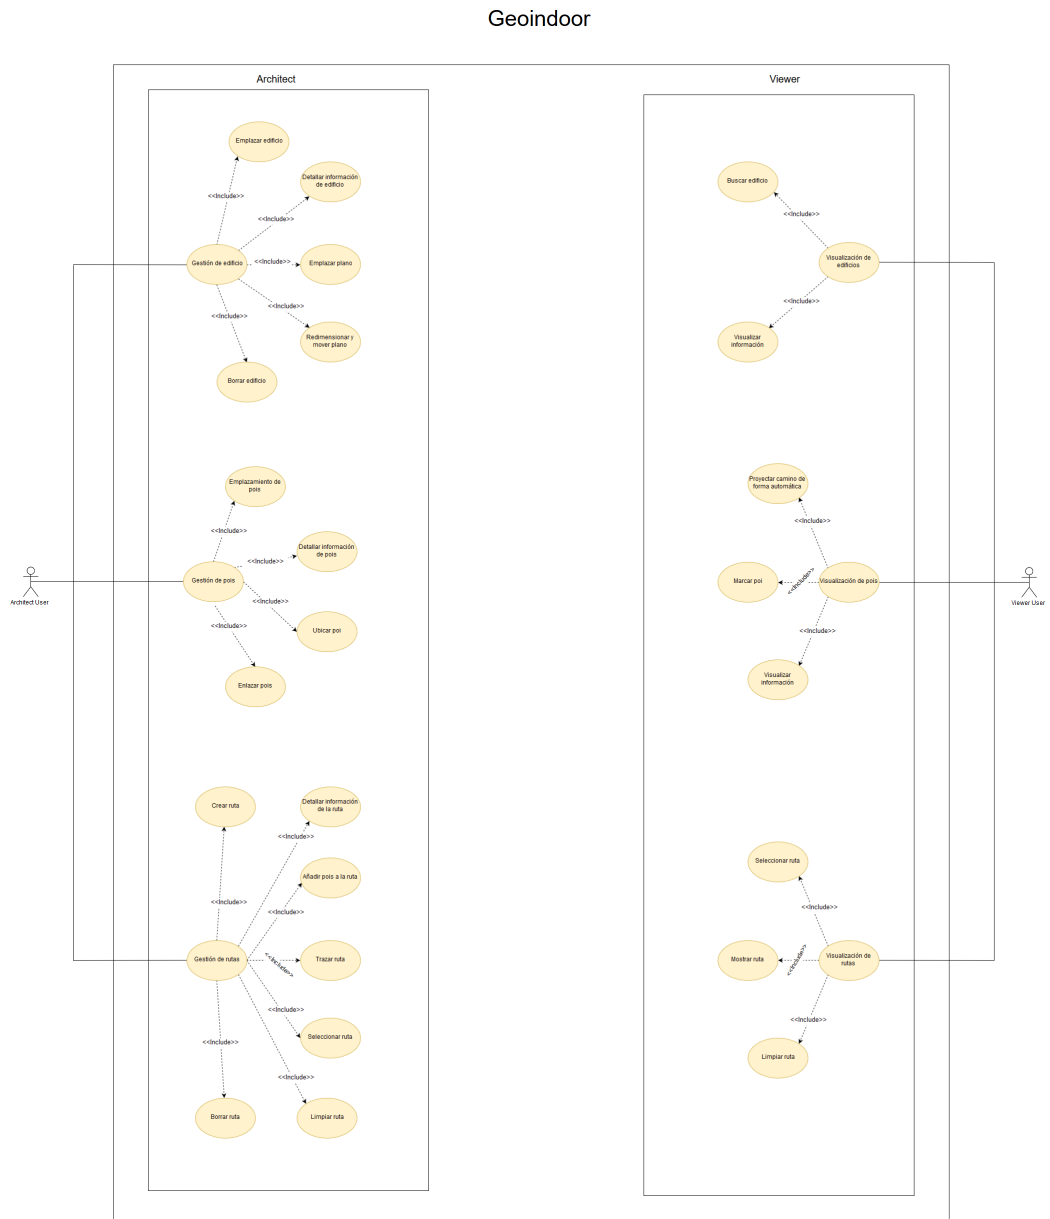 Geoindoor
Architect
Emplazar edificio
<<Include>>
Detallar información
de edificio
<<Include>>
Gestión de edificio
<<Include>>
Emplazar plano
<<Include>>
Redimensionar y
mover plano
<<Include>>
Borrar edificio
Emplazamiento de
pois
<<Include>>
Detallar información
de pois
<<Include>>
Gestión de pois
<<Include>>
Ubicar poi
<<Include>>
Enlazar pois
Architect User
Crear ruta
<<Include>>
Detallar información
de la ruta
<<Include>>
Añadir pois a la ruta
<<Include>>
Gestión de rutas
<<Include>>
Trazar ruta
<<Include>>
Seleccionar ruta
<<Include>>
Borrar ruta
<<Include>>
Limpiar ruta
Viewer
Buscar edificio
<<Include>>
Visualización de
edificios
<<Include>>
Visualizar
información
Proyectar camino de
forma automática
<<Include>>
Marcar poi
<<Include>>
Visualización de pois
<<Include>>
Visualizar
información
Viewer User
Seleccionar ruta
<<Include>>
Mostrar ruta
<<Include>>
Visualización de
rutas
<<Include>>
Limpiar ruta